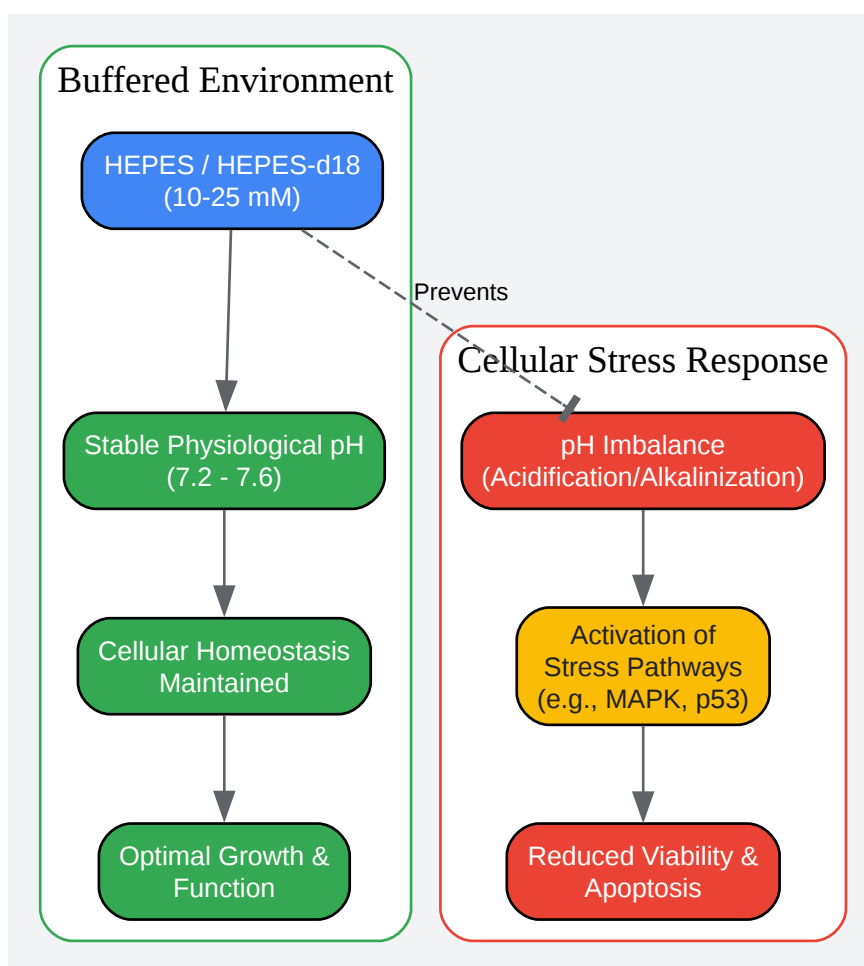 Buffered Environment
HEPES / HEPES-d18
(10-25 mM)
Prevents
Stable Physiological pH
(7.2 - 7.6)
Cellular Homeostasis
Maintained
Optimal Growth &
Function
Cellular Stress Response
pH Imbalance
(Acidification/Alkalinization)
Activation of
Stress Pathways
(e.g., MAPK, p53)
Reduced Viability &
Apoptosis